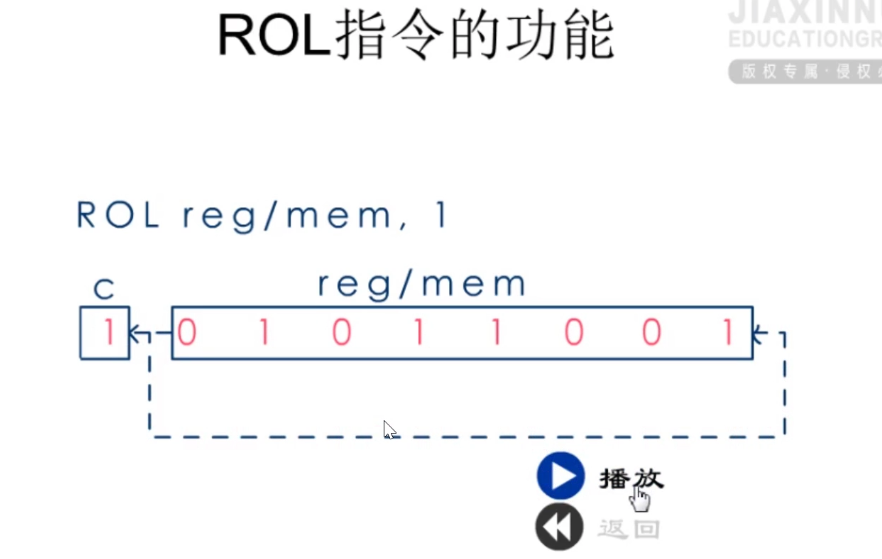 ROL指令的功能
JIAXINN
EDUCATIONGR
版权专属·侵权
ROL reg/mem, 1
C
reg/mem
1 0 1 0 1 1 0 0 1
播放
返回